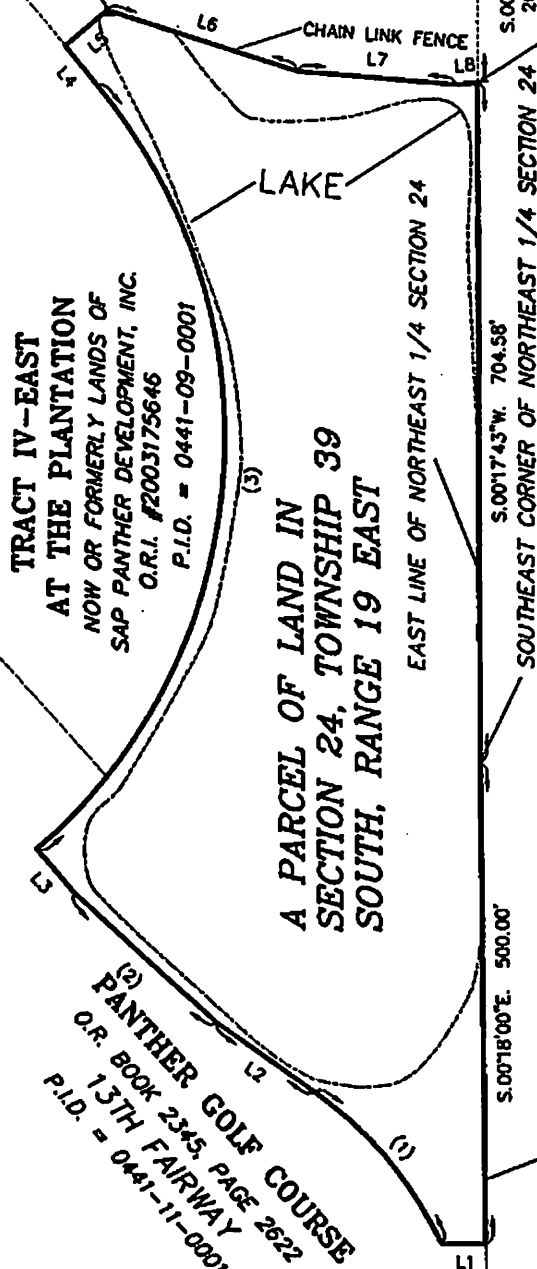 L6
CHAIN LINK FENCE
L7
L8
L5
L4
S.00
LAKE
TRACT IV-EAST
AT THE PLANTATION
NOW OR FORMERLY LANDS OF
SAP PANTHER DEVELOPMENT, INC.
O.R.I. #2003175646
P.I.D. = 0441-09-0001
(3)
A PARCEL OF LAND IN
SECTION 24, TOWNSHIP 39
SOUTH, RANGE 19 EAST
EAST LINE OF NORTHEAST 1/4 SECTION 24
S.00°17'43"W. 704.58'
SOUTHEAST CORNER OF NORTHEAST 1/4 SECTION 24
L3
(2)
PANTHER GOLF COURSE
O.R. BOOK 2345, PAGE 2622
13TH FAIRWAY
P.I.D. = 0441-11-0001
L2
(1)
L1
S.00°18'00"E. 500.00'